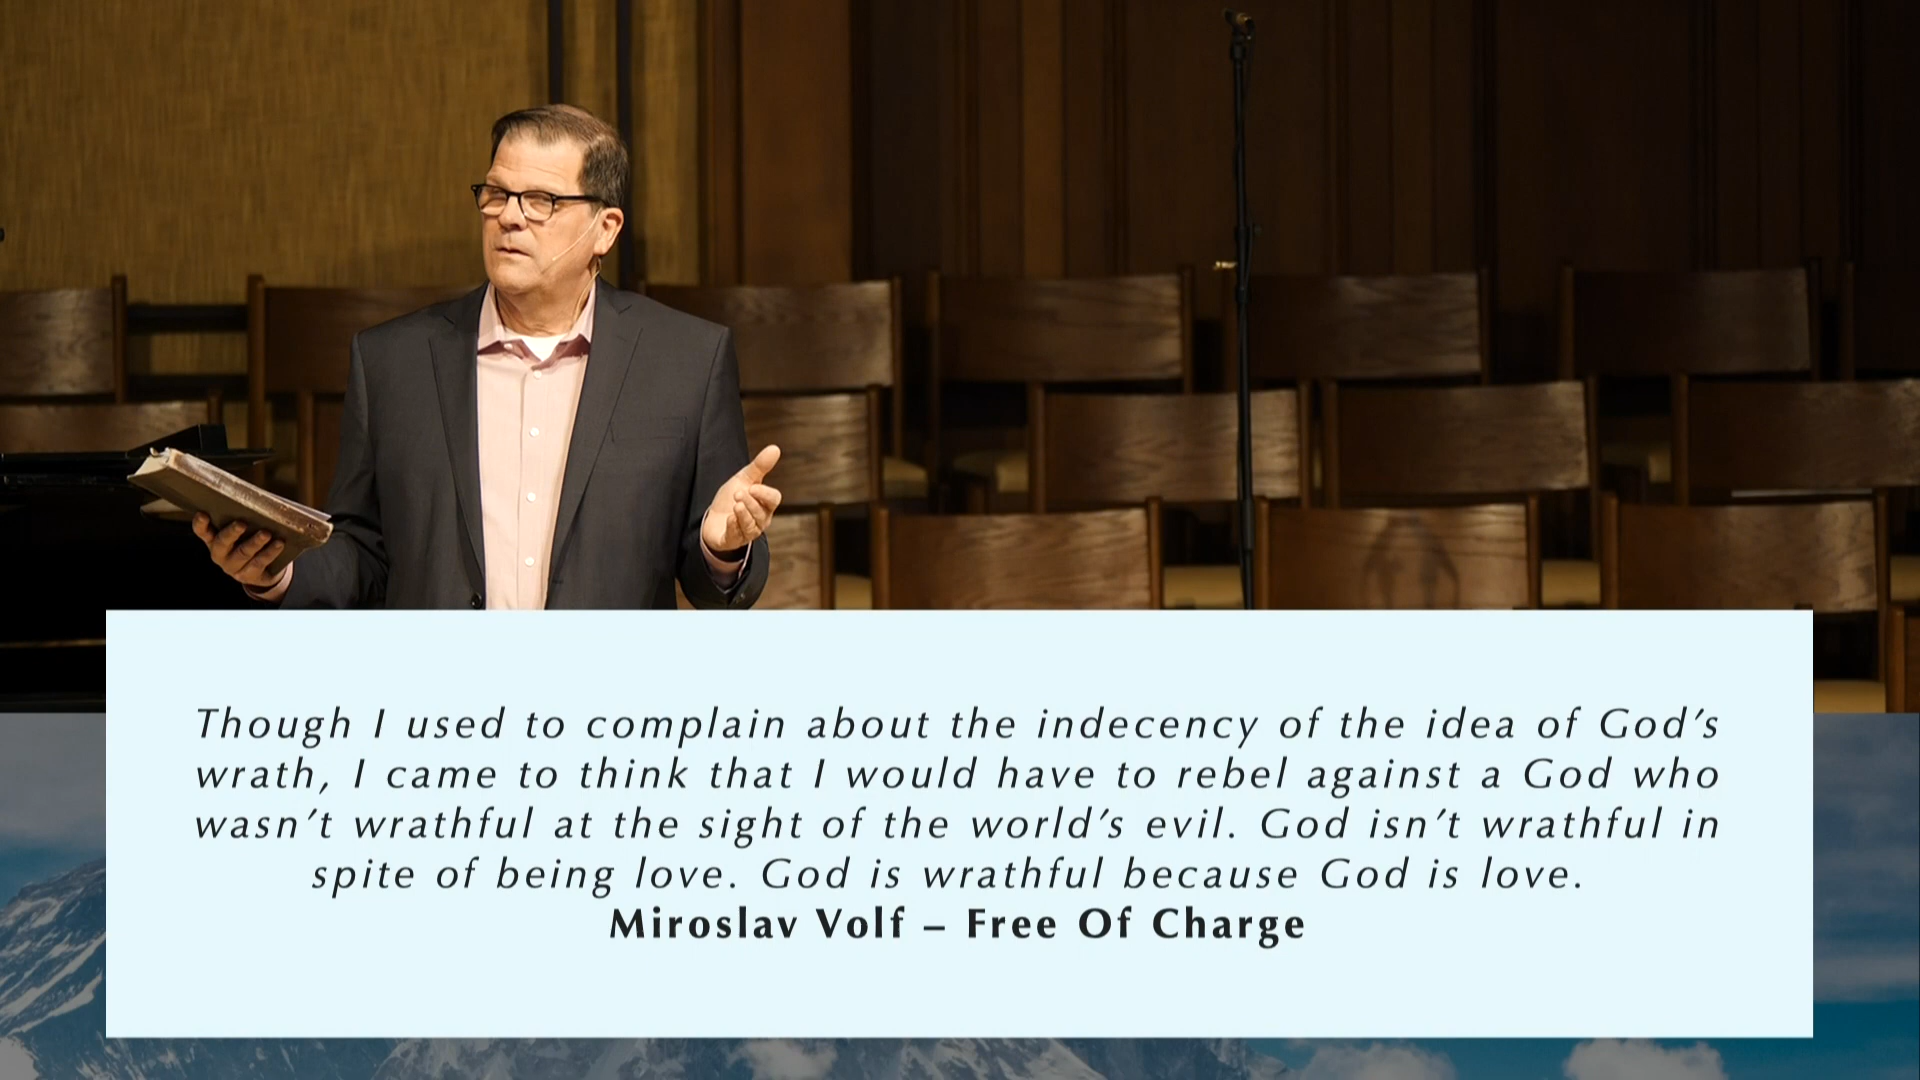 Though I used to complain about the indecency of the idea of God’s
wrath, I came to think that I would have to rebel against a God who
wasn’t wrathful at the sight of the world’s evil. God isn’t wrathful in
spite of being love. God is wrathful because God is love.
Miroslav Volf – Free Of Charge